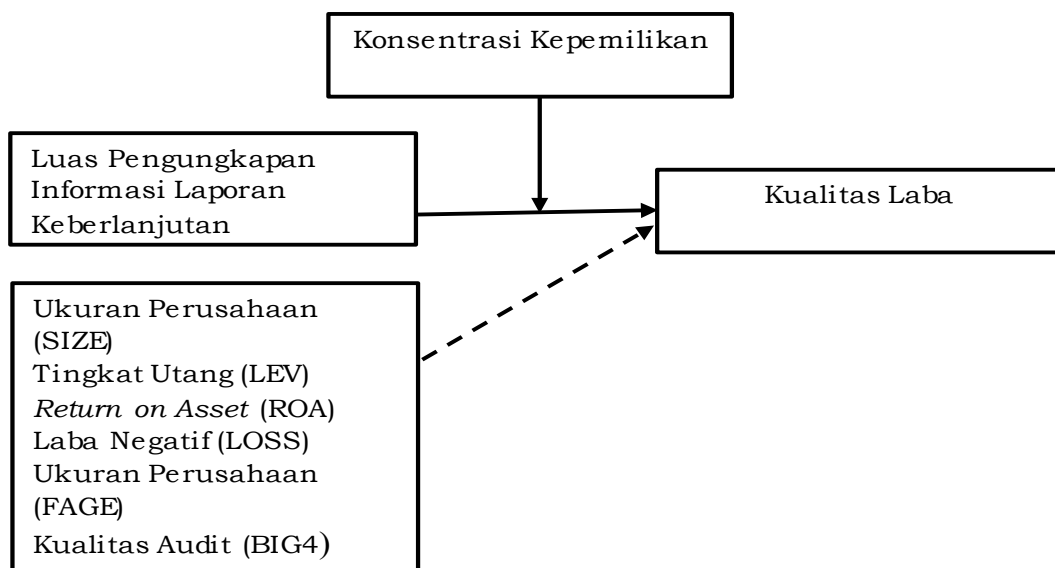 Konsentrasi Kepemilikan
Luas Pengungkapan
Informasi Laporan
Keberlanjutan
Kualitas Laba
Ukuran Perusahaan
(SIZE)
Tingkat Utang (LEV)
Return on Asset (ROA)
Laba Negatif (LOSS)
Ukuran Perusahaan
(FAGE)
Kualitas Audit (BIG4)